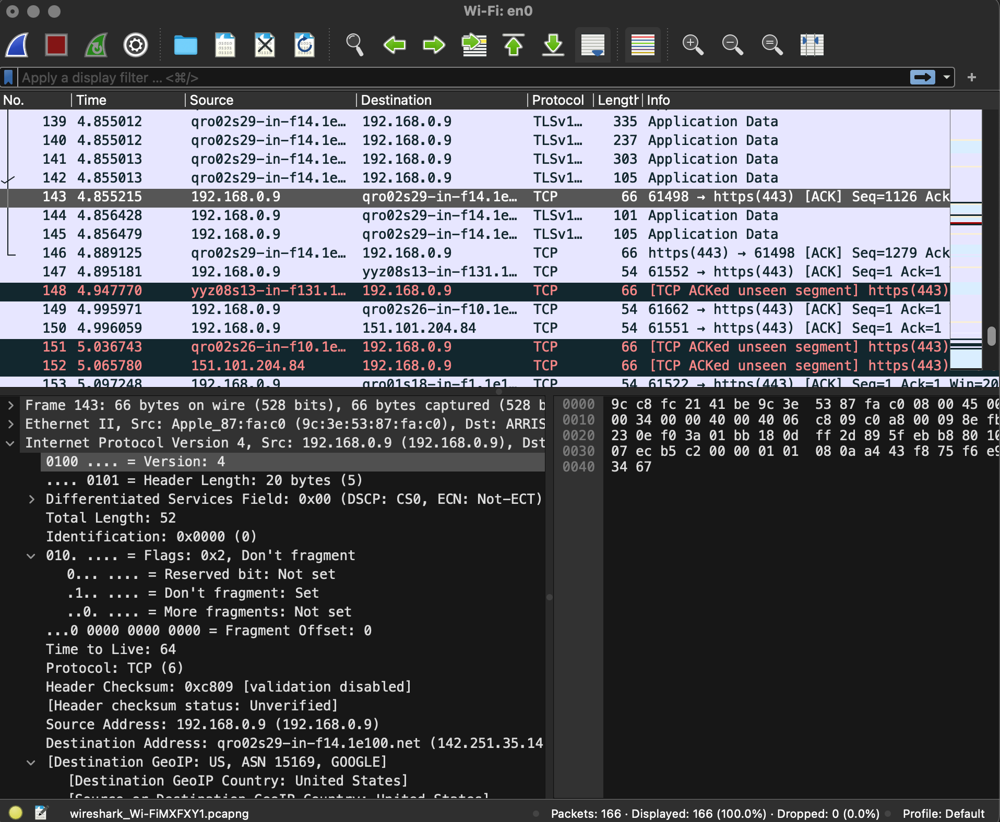 Wi-Fi: en0
Apply a display filter ... <⌘/>
No. Time Source Destination Protocol Length Info
139 4.855012 qro02s29-in-f14.1e… 192.168.0.9 TLSv1… 335 Application Data
140 4.855012 qro02s29-in-f14.1e… 192.168.0.9 TLSv1… 237 Application Data
141 4.855013 qro02s29-in-f14.1e… 192.168.0.9 TLSv1… 303 Application Data
142 4.855013 qro02s29-in-f14.1e… 192.168.0.9 TLSv1… 105 Application Data
143 4.855215 192.168.0.9 qro02s29-in-f14.1e… TCP 66 61498 → https(443) [ACK] Seq=1126 Ack
144 4.856428 192.168.0.9 qro02s29-in-f14.1e… TLSv1… 101 Application Data
145 4.856479 192.168.0.9 qro02s29-in-f14.1e… TLSv1… 105 Application Data
146 4.889125 qro02s29-in-f14.1e… 192.168.0.9 TCP 66 https(443) → 61498 [ACK] Seq=1279 Ack
147 4.895181 192.168.0.9 yyz08s13-in-f131.1… TCP 54 61552 → https(443) [ACK] Seq=1 Ack=1
148 4.947770 yyz08s13-in-f131.1… 192.168.0.9 TCP 66 [TCP ACKed unseen segment] https(443)
149 4.995971 192.168.0.9 qro02s26-in-f10.1e… TCP 54 61662 → https(443) [ACK] Seq=1 Ack=1
150 4.996059 192.168.0.9 151.101.204.84 TCP 54 61551 → https(443) [ACK] Seq=1 Ack=1
151 5.036743 qro02s26-in-f10.1e… 192.168.0.9 TCP 66 [TCP ACKed unseen segment] https(443)
152 5.065780 151.101.204.84 192.168.0.9 TCP 66 [TCP ACKed unseen segment] https(443)
153 5.097248 192.168.0.9 qro01s18-in-f1.1e1… TCP 54 61522 → https(443) [ACK] Seq=1 Ack=1 Win=20
Frame 143: 66 bytes on wire (528 bits), 66 bytes captured (528 b
Ethernet II, Src: Apple_87:fa:c0 (9c:3e:53:87:fa:c0), Dst: ARRIS
Internet Protocol Version 4, Src: 192.168.0.9 (192.168.0.9), Dst
0100 .... = Version: 4
.... 0101 = Header Length: 20 bytes (5)
Differentiated Services Field: 0x00 (DSCP: CS0, ECN: Not-ECT)
Total Length: 52
Identification: 0x0000 (0)
010. .... = Flags: 0x2, Don't fragment
0... .... = Reserved bit: Not set
.1.. .... = Don't fragment: Set
..0. .... = More fragments: Not set
...0 0000 0000 0000 = Fragment Offset: 0
Time to Live: 64
Protocol: TCP (6)
Header Checksum: 0xc809 [validation disabled]
[Header checksum status: Unverified]
Source Address: 192.168.0.9 (192.168.0.9)
Destination Address: qro02s29-in-f14.1e100.net (142.251.35.14
[Destination GeoIP: US, ASN 15169, GOOGLE]
[Destination GeoIP Country: United States]
[Source or Destination GeoIP Country: United States]
0000 9c c8 fc 21 41 be 9c 3e 53 87 fa c0 08 00 45 00
0010 00 34 00 00 40 00 40 06 c8 09 c0 a8 00 09 8e fb
0020 23 0e f0 3a 01 bb 18 0d ff 2d 89 5f eb b8 80 10
0030 07 ec b5 c2 00 00 01 01 08 0a a4 43 f8 75 f6 e9
0040 34 67
wireshark_Wi-FiMXFXY1.pcapng
Packets: 166 · Displayed: 166 (100.0%) · Dropped: 0 (0.0%)
Profile: Default